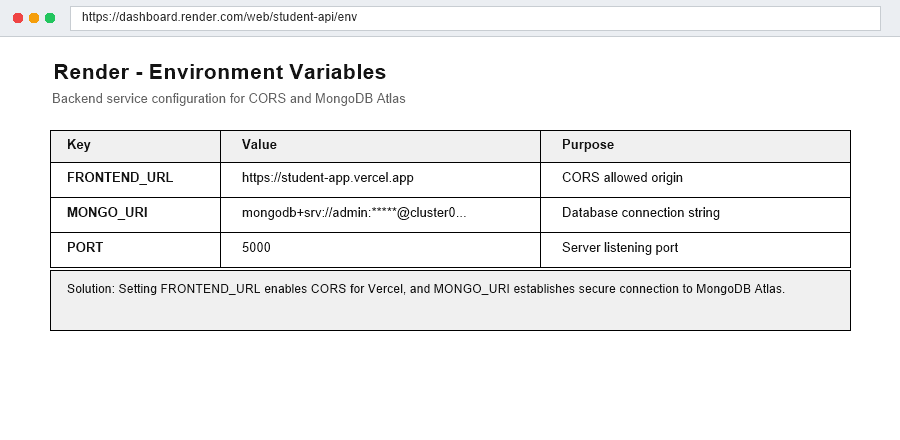 https://dashboard.render.com/web/student-api/env
Render - Environment Variables
Backend service configuration for CORS and MongoDB Atlas
Key Value Purpose
FRONTEND_URL https://student-app.vercel.app CORS allowed origin
MONGO_URI mongodb+srv://admin:*****@cluster0... Database connection string
PORT 5000 Server listening port
Solution: Setting FRONTEND_URL enables CORS for Vercel, and MONGO_URI establishes secure connection to MongoDB Atlas.